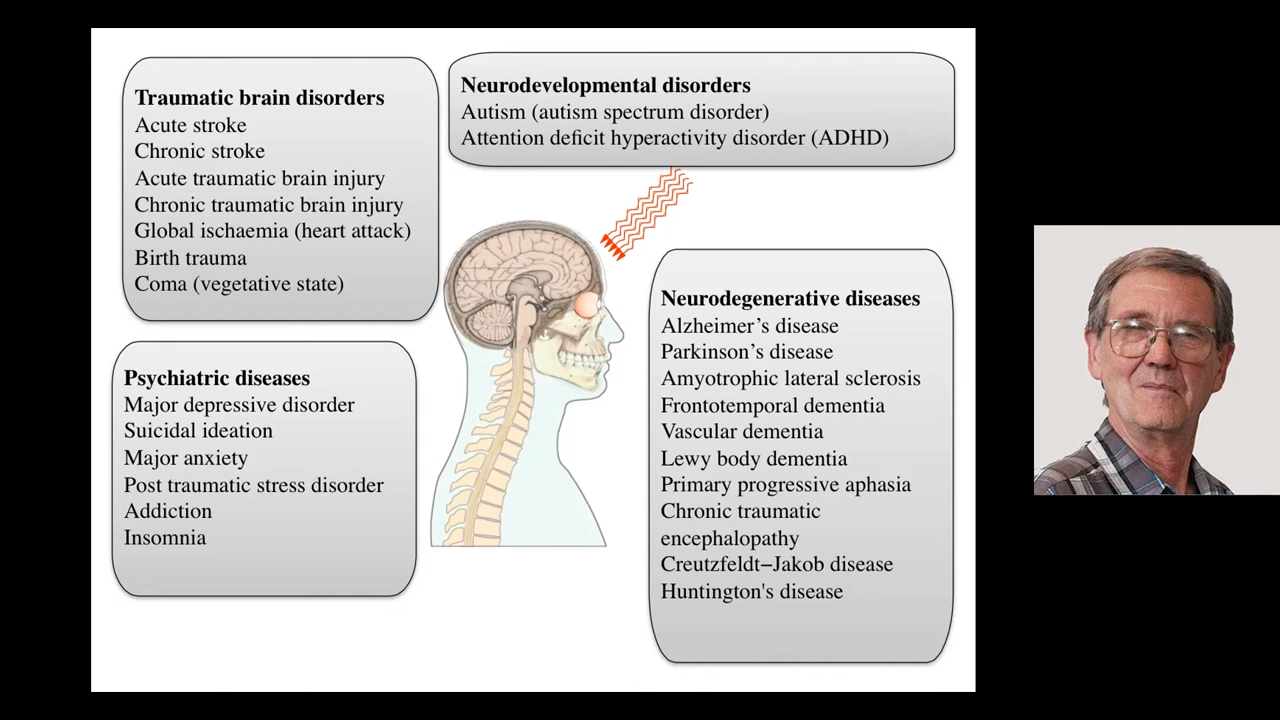 Traumatic brain disorders
Acute stroke
Chronic stroke
Acute traumatic brain injury
Chronic traumatic brain injury
Global ischaemia (heart attack)
Birth trauma
Coma (vegetative state)
Neurodevelopmental disorders
Autism (autism spectrum disorder)
Attention deficit hyperactivity disorder (ADHD)
Psychiatric diseases
Major depressive disorder
Suicidal ideation
Major anxiety
Post traumatic stress disorder
Addiction
Insomnia
Neurodegenerative diseases
Alzheimer’s disease
Parkinson’s disease
Amyotrophic lateral sclerosis
Frontotemporal dementia
Vascular dementia
Lewy body dementia
Primary progressive aphasia
Chronic traumatic
encephalopathy
Creutzfeldt–Jakob disease
Huntington's disease